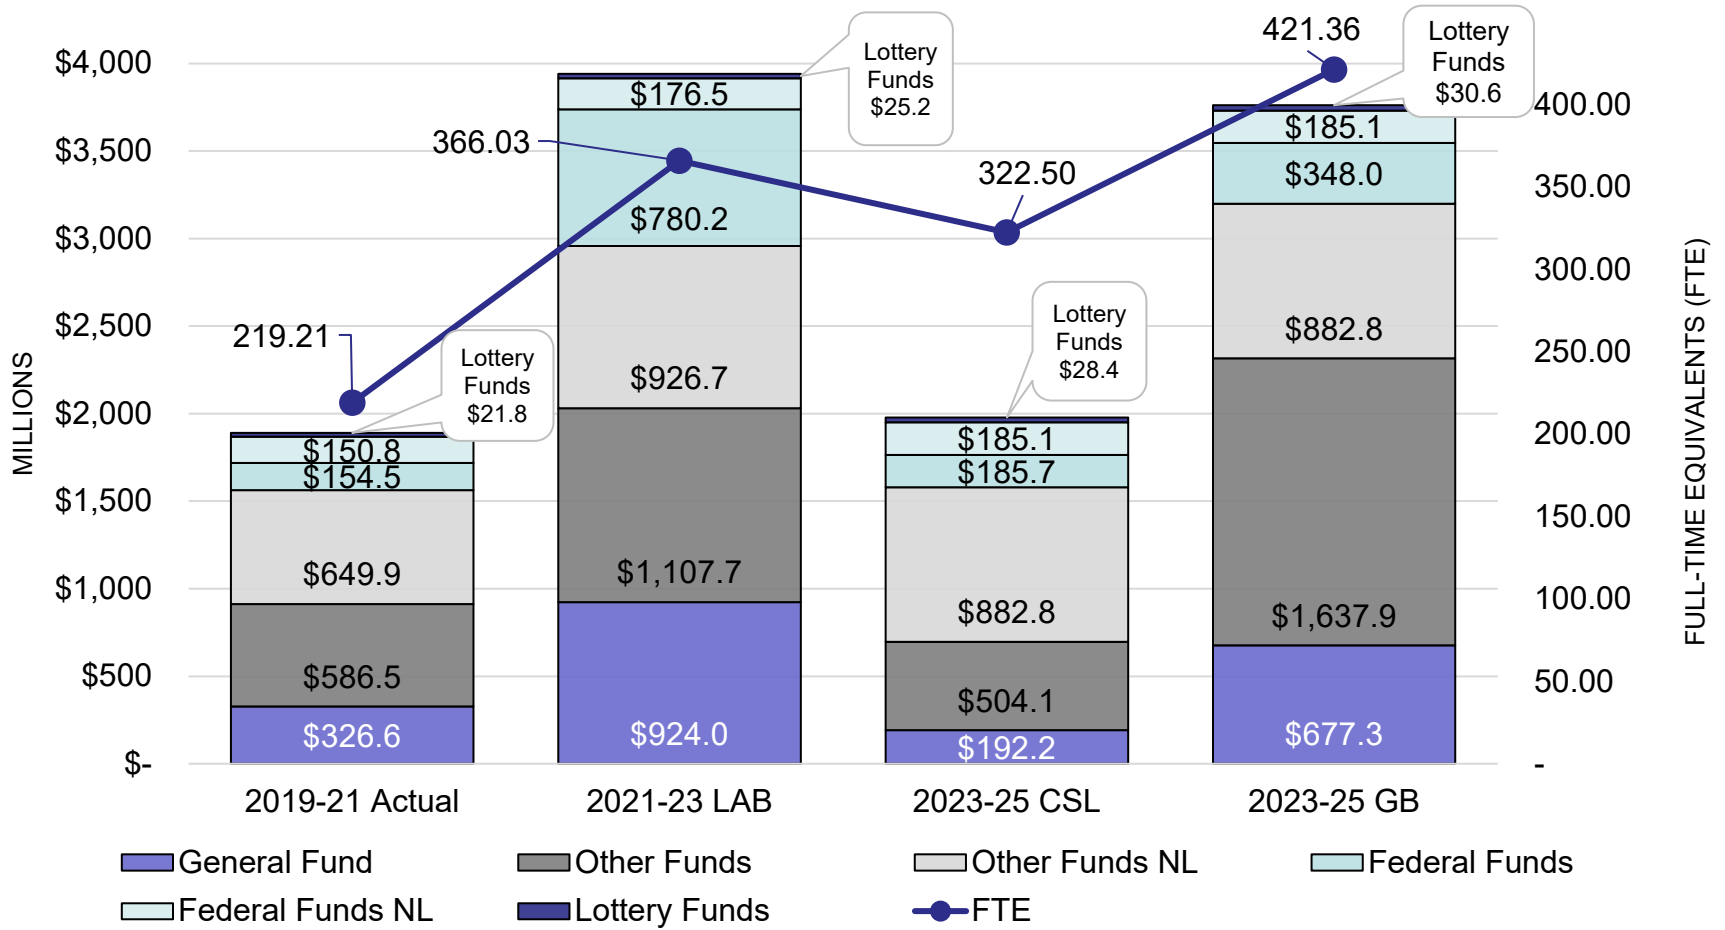 421.36
Lottery
Funds
$30.6
Lottery
Funds
$25.2
$4,000
$3,500
$3,000
$2,500
$2,000
$1,500
$1,000
$500
$-
MILLIONS
400.00
350.00
300.00
250.00
200.00
150.00
100.00
50.00
-
FULL-TIME EQUIVALENTS (FTE)
219.21
Lottery
Funds
$21.8
$150.8
$154.5
$649.9
$586.5
$326.6
366.03
$176.5
$780.2
$926.7
$1,107.7
$924.0
322.50
Lottery
Funds
$28.4
$185.1
$185.7
$882.8
$504.1
$192.2
$185.1
$348.0
$882.8
$1,637.9
$677.3
2019-21 Actual
2021-23 LAB
2023-25 CSL
2023-25 GB
General Fund
Other Funds
Other Funds NL
Federal Funds
Federal Funds NL
Lottery Funds
FTE